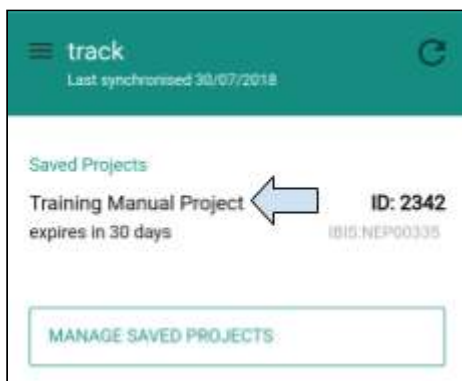 track
Last synchronised 30/07/2018
Saved Projects
Training Manual Project ID: 2342
expires in 30 days IBIS:NEP00335
MANAGE SAVED PROJECTS